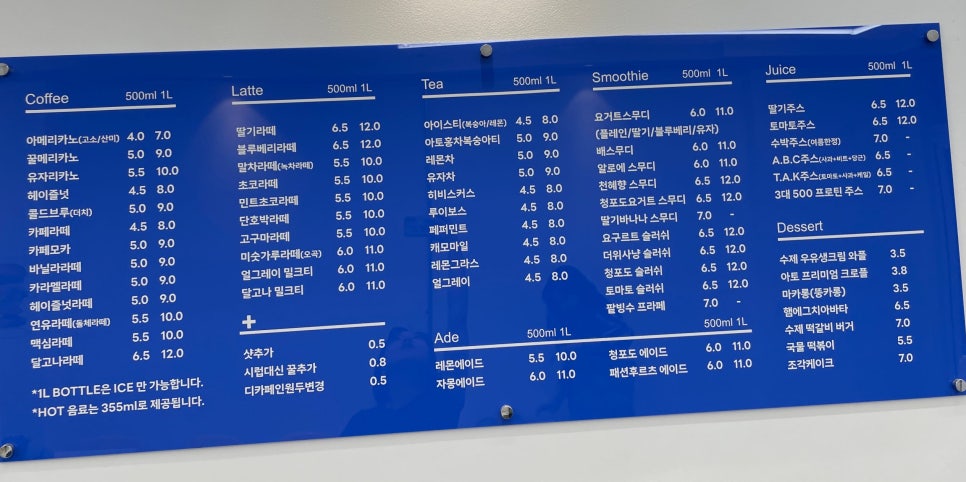 Coffee 500ml 1L
아메리카노(고소/산미) 4.0 7.0
꿀메리카노 5.0 9.0
유자리카노 5.5 10.0
헤이즐넛 4.5 8.0
콜드브루(더치) 5.0 9.0
카페라떼 4.5 8.0
카페모카 5.0 9.0
바닐라라떼 5.0 9.0
카라멜라떼 5.0 9.0
헤이즐넛라떼 5.0 9.0
연유라떼(돌체라떼) 5.5 10.0
맥심라떼 5.5 10.0
달고나라떼 6.5 12.0
*1L BOTTLE은 ICE 만 가능합니다.
*HOT 음료는 355ml로 제공됩니다.
Latte 500ml 1L
딸기라떼 6.5 12.0
블루베리라떼 6.5 12.0
말차라떼(녹차라떼) 5.5 10.0
초코라떼 5.5 10.0
민트초코라떼 5.5 10.0
단호박라떼 5.5 10.0
고구마라떼 5.5 10.0
미숫가루라떼(오곡) 6.0 11.0
얼그레이 밀크티 6.0 11.0
달고나 밀크티 6.0 11.0
+
샷추가 0.5
시럽대신 꿀추가 0.8
디카페인원두변경 0.5
Tea 500ml 1L
아이스티(복숭아/레몬) 4.5 8.0
아토홍차복숭아티 5.0 9.0
레몬차 5.0 9.0
유자차 5.0 9.0
히비스커스 4.5 8.0
루이보스 4.5 8.0
페퍼민트 4.5 8.0
캐모마일 4.5 8.0
레몬그라스 4.5 8.0
얼그레이 4.5 8.0
Smoothie 500ml 1L
요거트스무디 6.0 11.0
(플레인/딸기/블루베리/유자)
배스무디 6.0 11.0
알로에 스무디 6.0 11.0
천혜향 스무디 6.5 12.0
청포도요거트 스무디 6.5 12.0
딸기바나나 스무디 7.0 -
요구르트 슬러쉬 6.5 12.0
더위사냥 슬러쉬 6.5 12.0
청포도 슬러쉬 6.5 12.0
토마토 슬러쉬 6.5 12.0
팥빙수 프라페 7.0 -
Ade 500ml 1L 500ml 1L
레몬에이드 5.5 10.0 청포도 에이드 6.0 11.0
자몽에이드 6.0 11.0 패션후르츠 에이드 6.0 11.0
Juice 500ml 1L
딸기주스 6.5 12.0
토마토주스 6.5 12.0
수박주스(여름한정) 7.0 -
A.B.C주스(사과+비트+당근) 6.5 -
T.A.K주스(토마토+사과+케일) 6.5 -
3대 500 프로틴 주스 7.0 -
Dessert
수제 우유생크림 와플 3.5
아토 프리미엄 크로플 3.8
마카롱(뚱카롱) 3.5
햄에그치아바타 6.5
수제 떡갈비 버거 7.0
국물 떡볶이 5.5
조각케이크 7.0